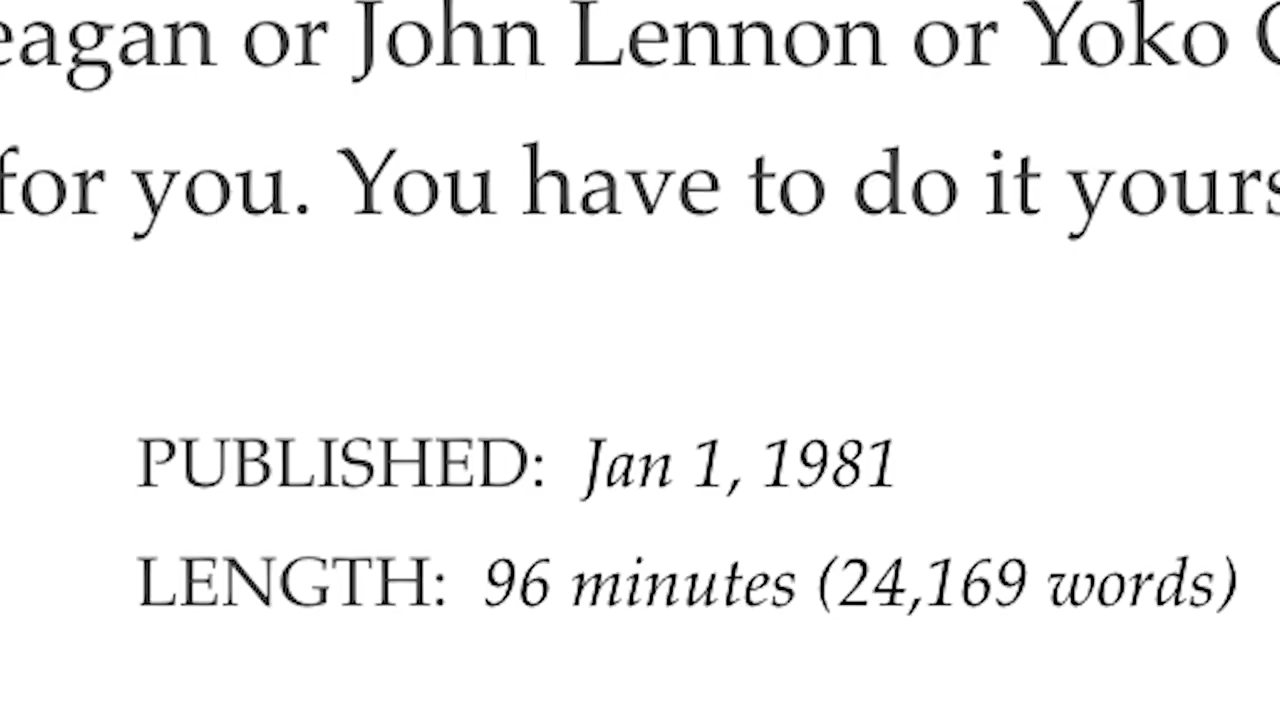 eagan or John Lennon or Yoko
for you. You have to do it yours
PUBLISHED: Jan 1, 1981
LENGTH: 96 minutes (24,169 words)